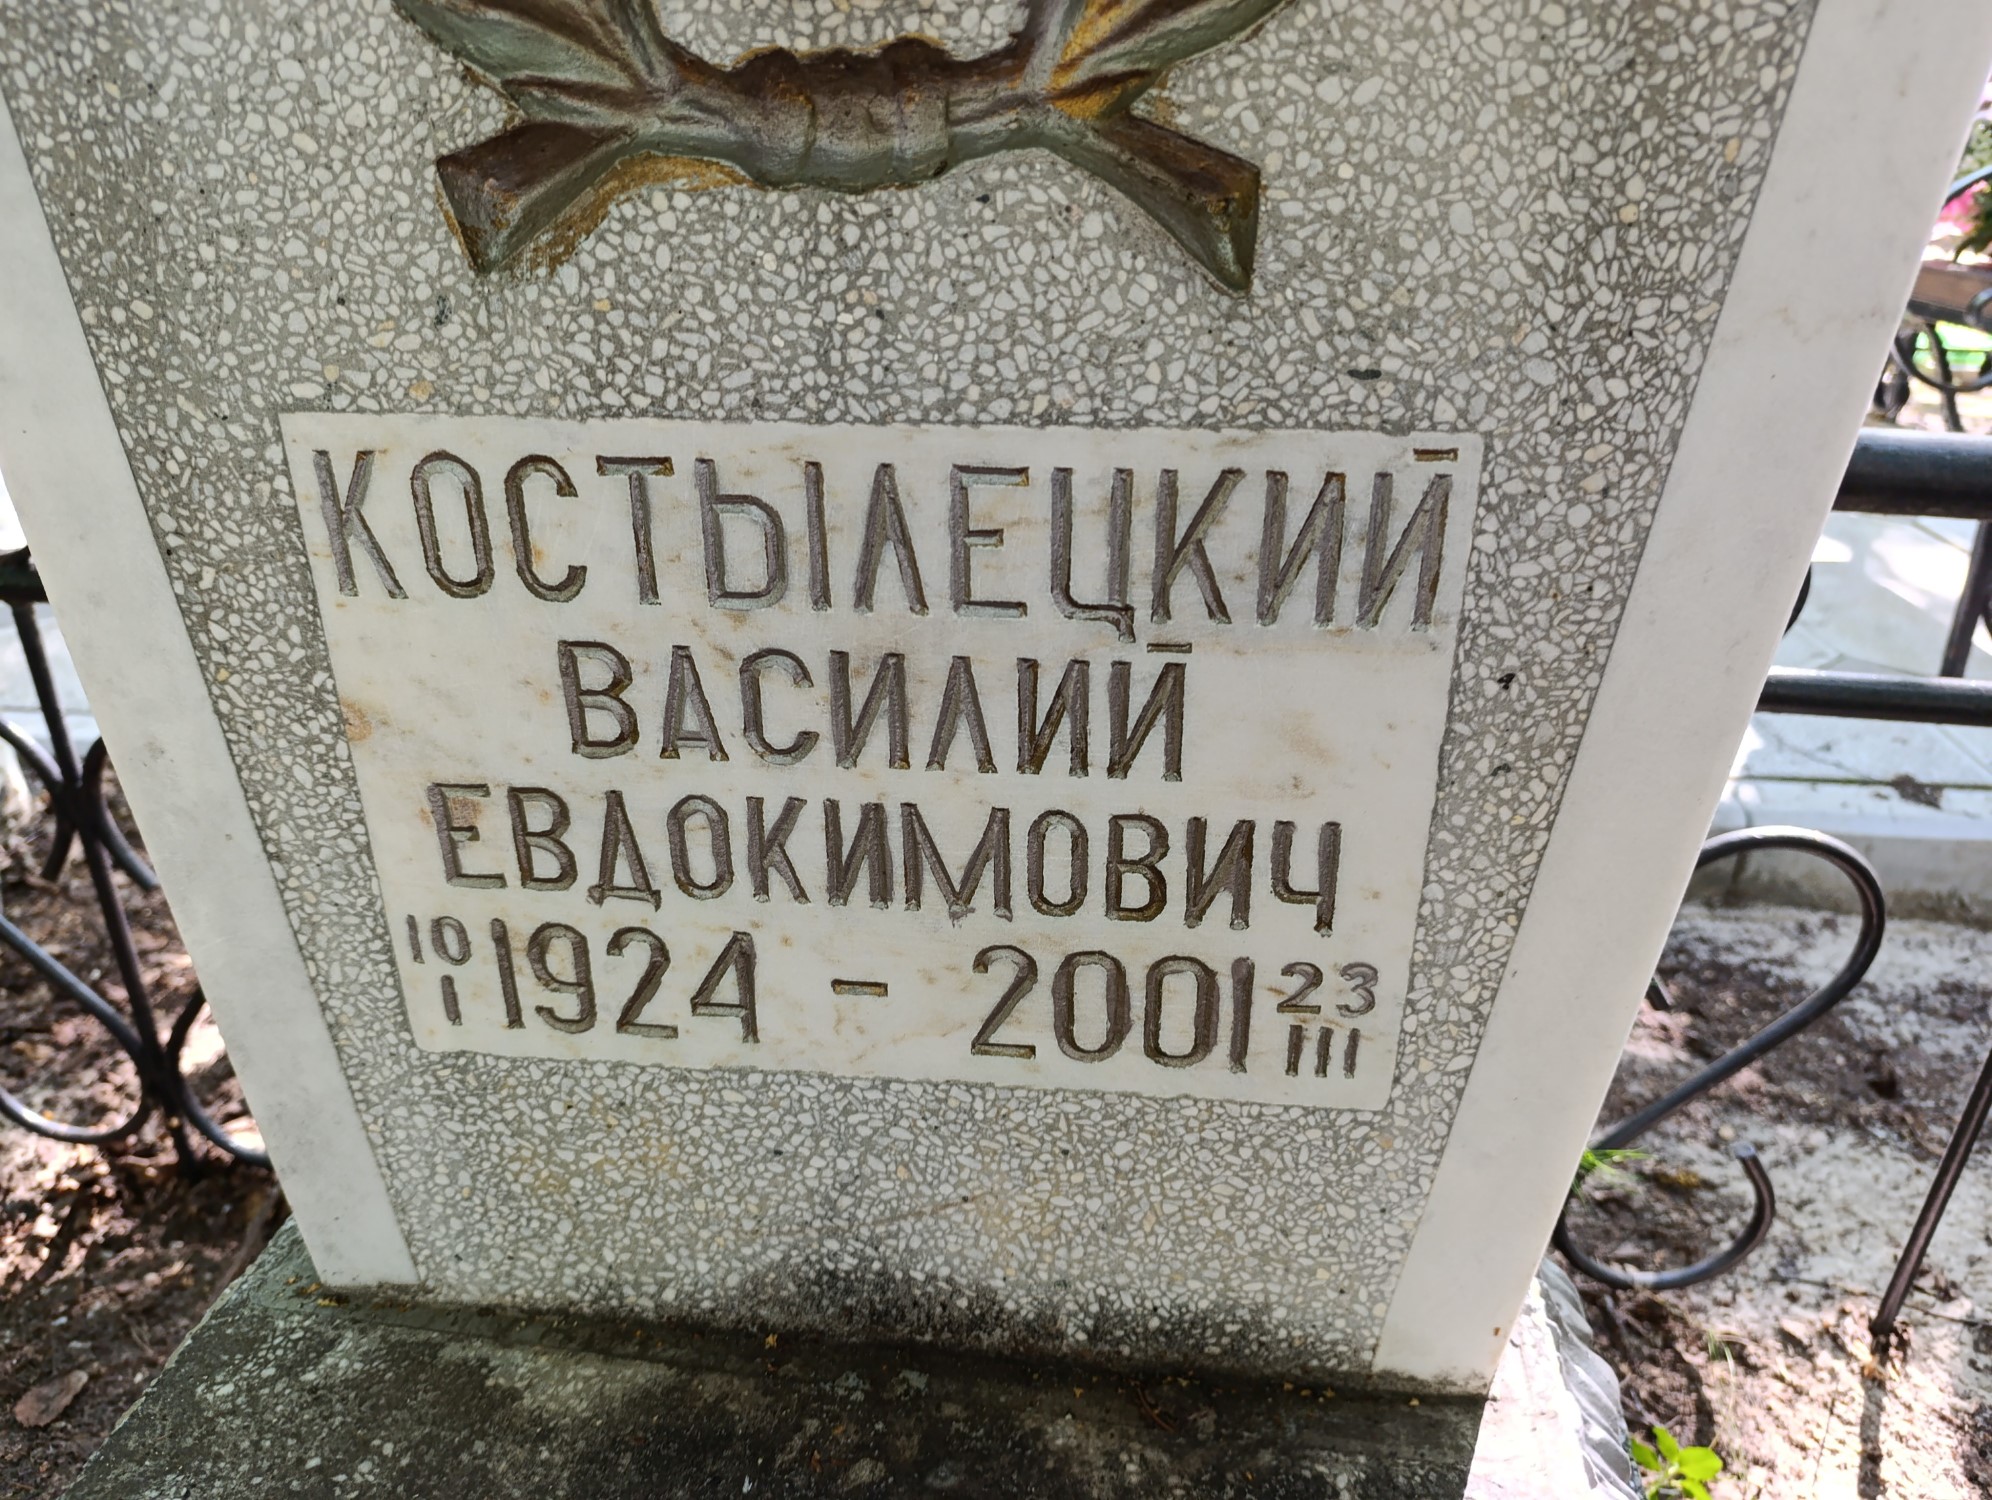 КОСТЫЛЕЦКИЙ
ВАСИЛИЙ
ЕВДОКИМОВИЧ
10 1924 - 2001 23
I III